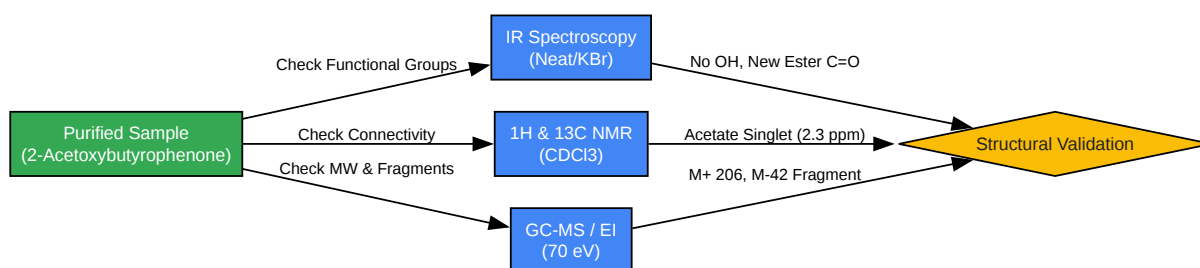 IR Spectroscopy
(Neat/KBr)
Check Functional Groups
No OH, New Ester C=O
Purified Sample
(2-Acetoxybutyrophenone)
Check Connectivity
1H & 13C NMR
(CDCl3)
Acetate Singlet (2.3 ppm)
Structural Validation
Check MW & Fragments
M+ 206, M-42 Fragment
GC-MS / EI
(70 eV)